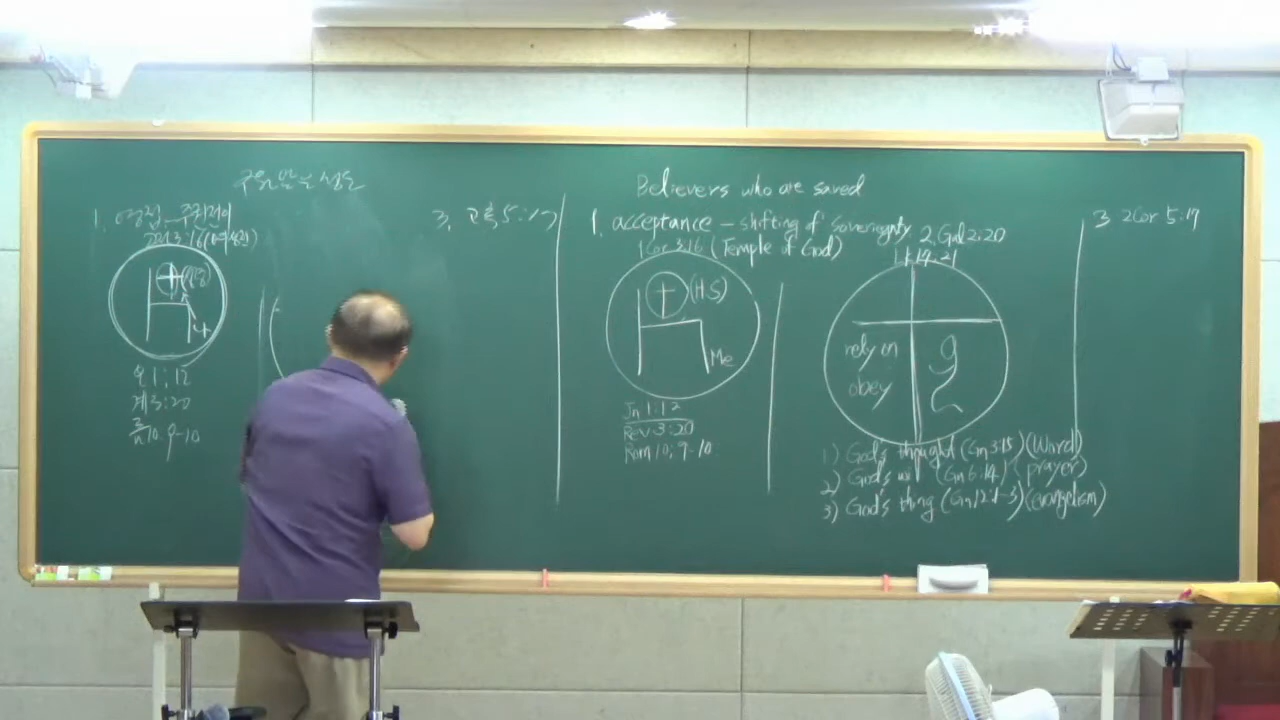 구원받은 성도
1. 영접 - 주권전이
고전3:16(하나님의성전)
(성령)
나
요1:12
계3:20
롬10:9-10
3. 고후5:17
Believers who are saved
1. acceptance - shifting of sovereignty
1Cor 3:16 (Temple of God)
(H.S)
Me
Jn 1:12
Rev 3:20
Rom 10:9-10
2. Gal 2:20
rely on
obey
1) God's thought (Gn 3:15) (Word)
2) God's will (Gn 6:14) (prayer)
3) God's thing (Gn 12:1-3) (evangelism)
3 2Cor 5:17